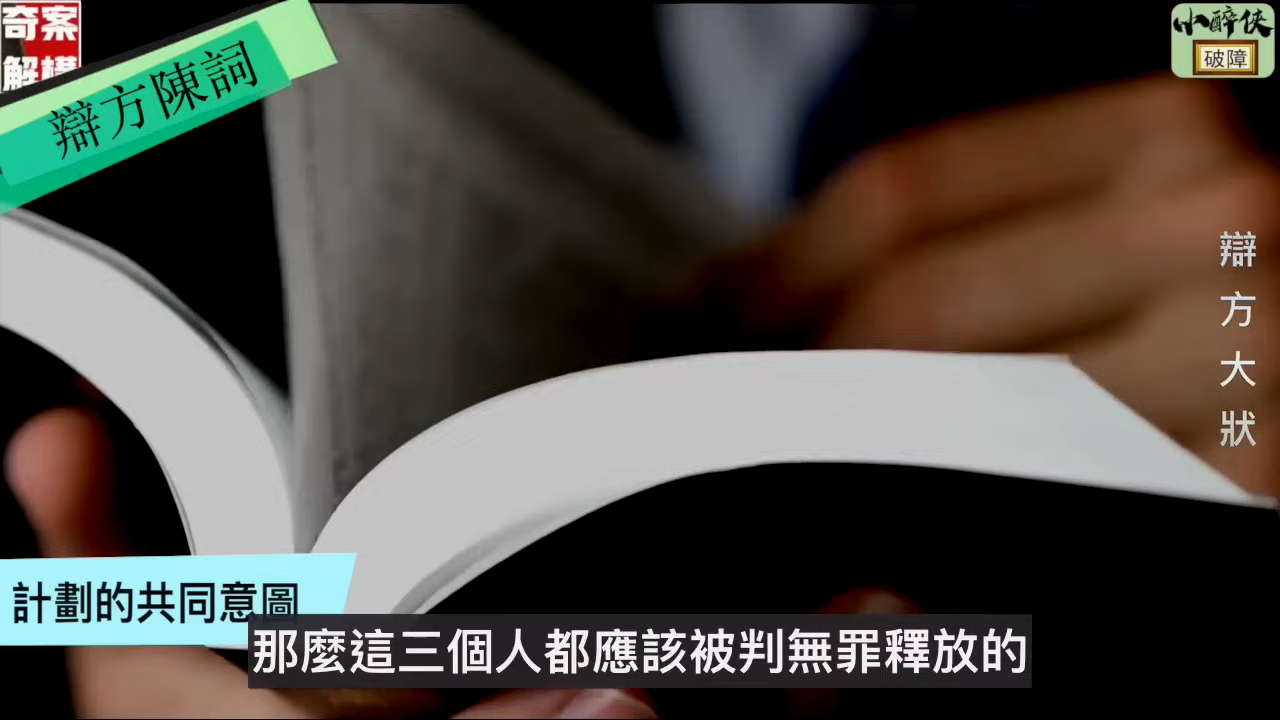 奇案
解構
辯方陳詞
小醉俠
破障
辯方大狀
計劃的共同意圖
那麼這三個人都應該被判無罪釋放的